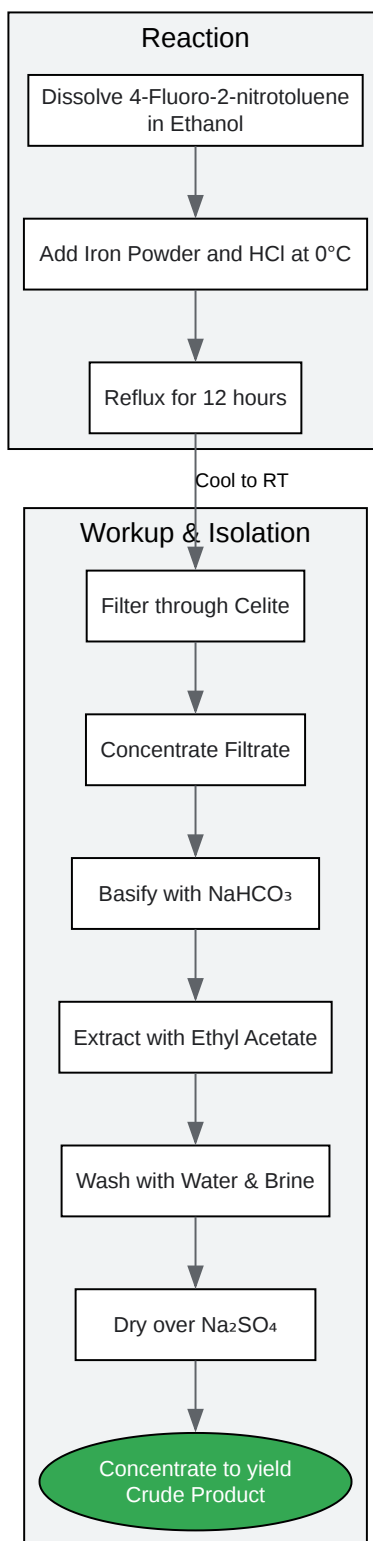 Reaction
Dissolve 4-Fluoro-2-nitrotoluene
in Ethanol
Add Iron Powder and HCl at 0°C
Reflux for 12 hours
Cool to RT
Workup & Isolation
Filter through Celite
Concentrate Filtrate
Basify with NaHCO₃
Extract with Ethyl Acetate
Wash with Water & Brine
Dry over Na₂SO₄
Concentrate to yield
Crude Product